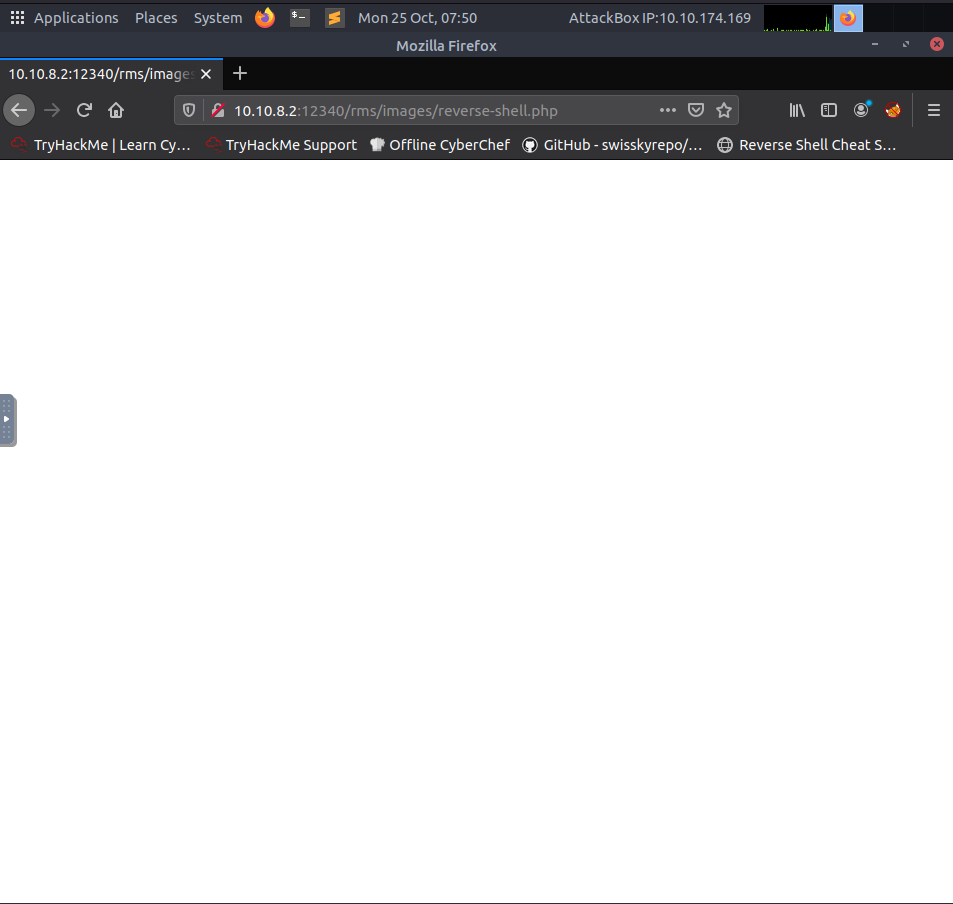 Applications Places System Mon 25 Oct, 07:50 AttackBox IP:10.10.174.169
Mozilla Firefox
10.10.8.2:12340/rms/images
10.10.8.2:12340/rms/images/reverse-shell.php
TryHackMe | Learn Cy… TryHackMe Support Offline CyberChef GitHub - swisskyrepo/… Reverse Shell Cheat S…